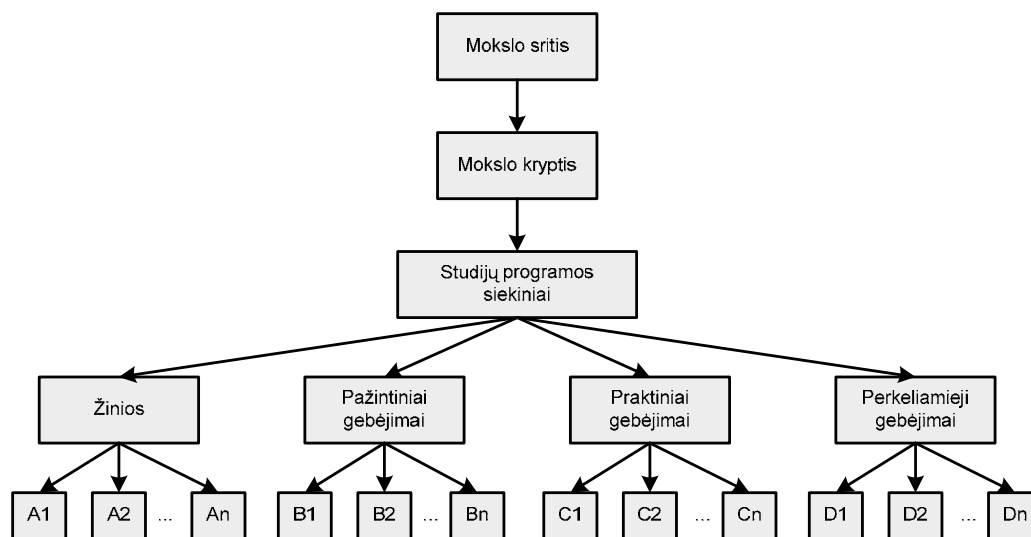 Mokslo sritis
Mokslo kryptis
Studijų programos
siekiniai
Žinios
Pažintiniai
gebėjimai
Praktiniai
gebėjimai
Perkeliamieji
gebėjimai
A1
A2
...
An
B1
B2
...
Bn
C1
C2
...
Cn
D1
D2
...
Dn